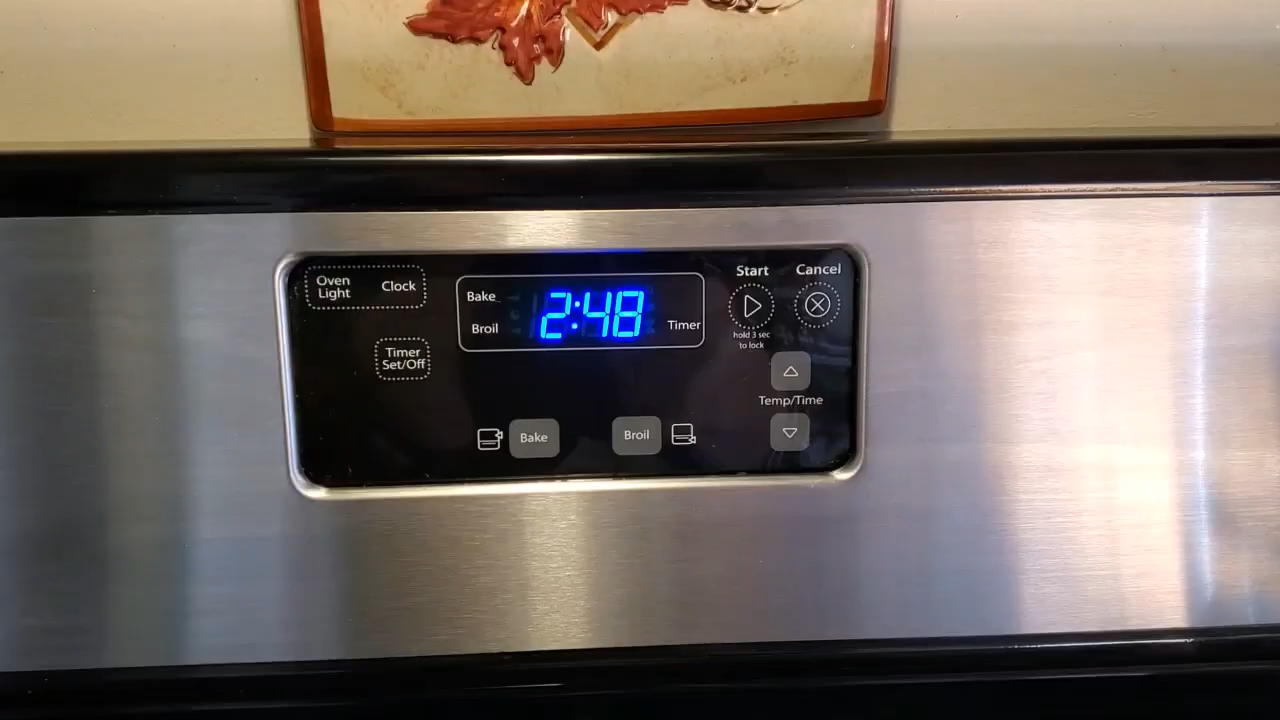 Oven Light
Clock
Timer Set/Off
Bake
Broil
2:48
Timer
Start
hold 3 sec to lock
Cancel
Temp/Time
Bake
Broil